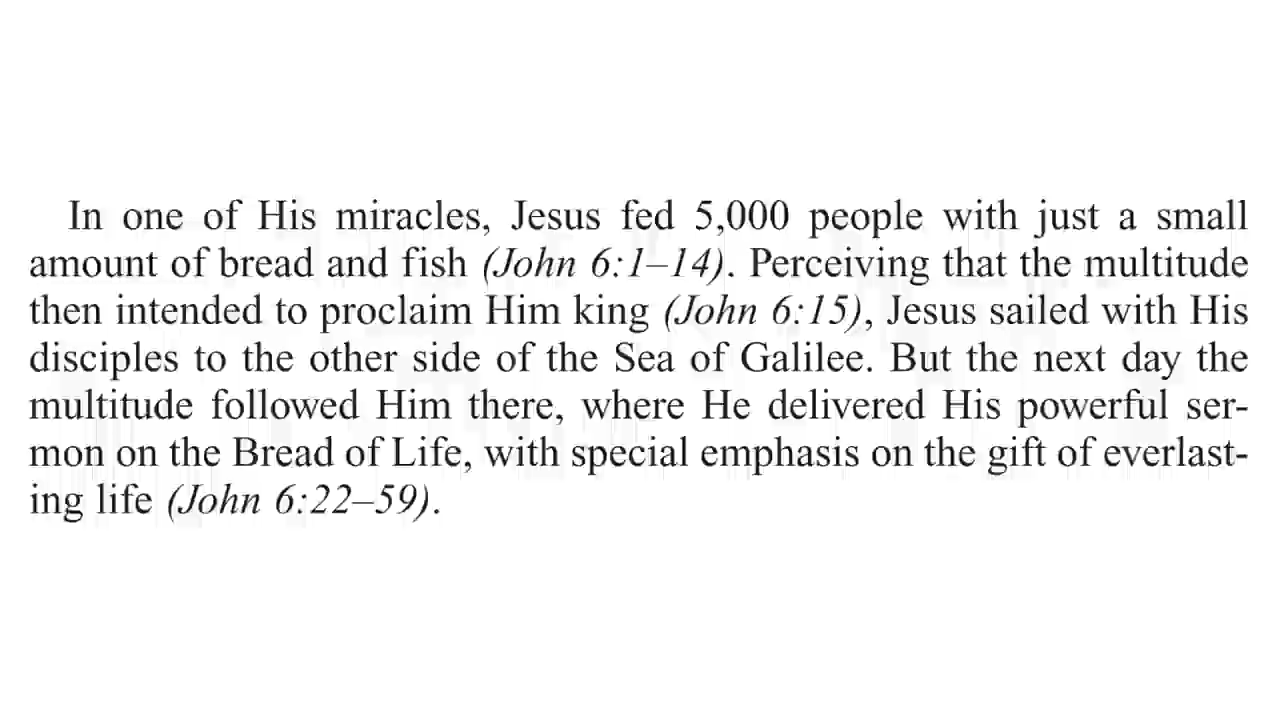 In one of His miracles, Jesus fed 5,000 people with just a small
amount of bread and fish (John 6:1–14). Perceiving that the multitude
then intended to proclaim Him king (John 6:15), Jesus sailed with His
disciples to the other side of the Sea of Galilee. But the next day the
multitude followed Him there, where He delivered His powerful ser-
mon on the Bread of Life, with special emphasis on the gift of everlast-
ing life (John 6:22–59).